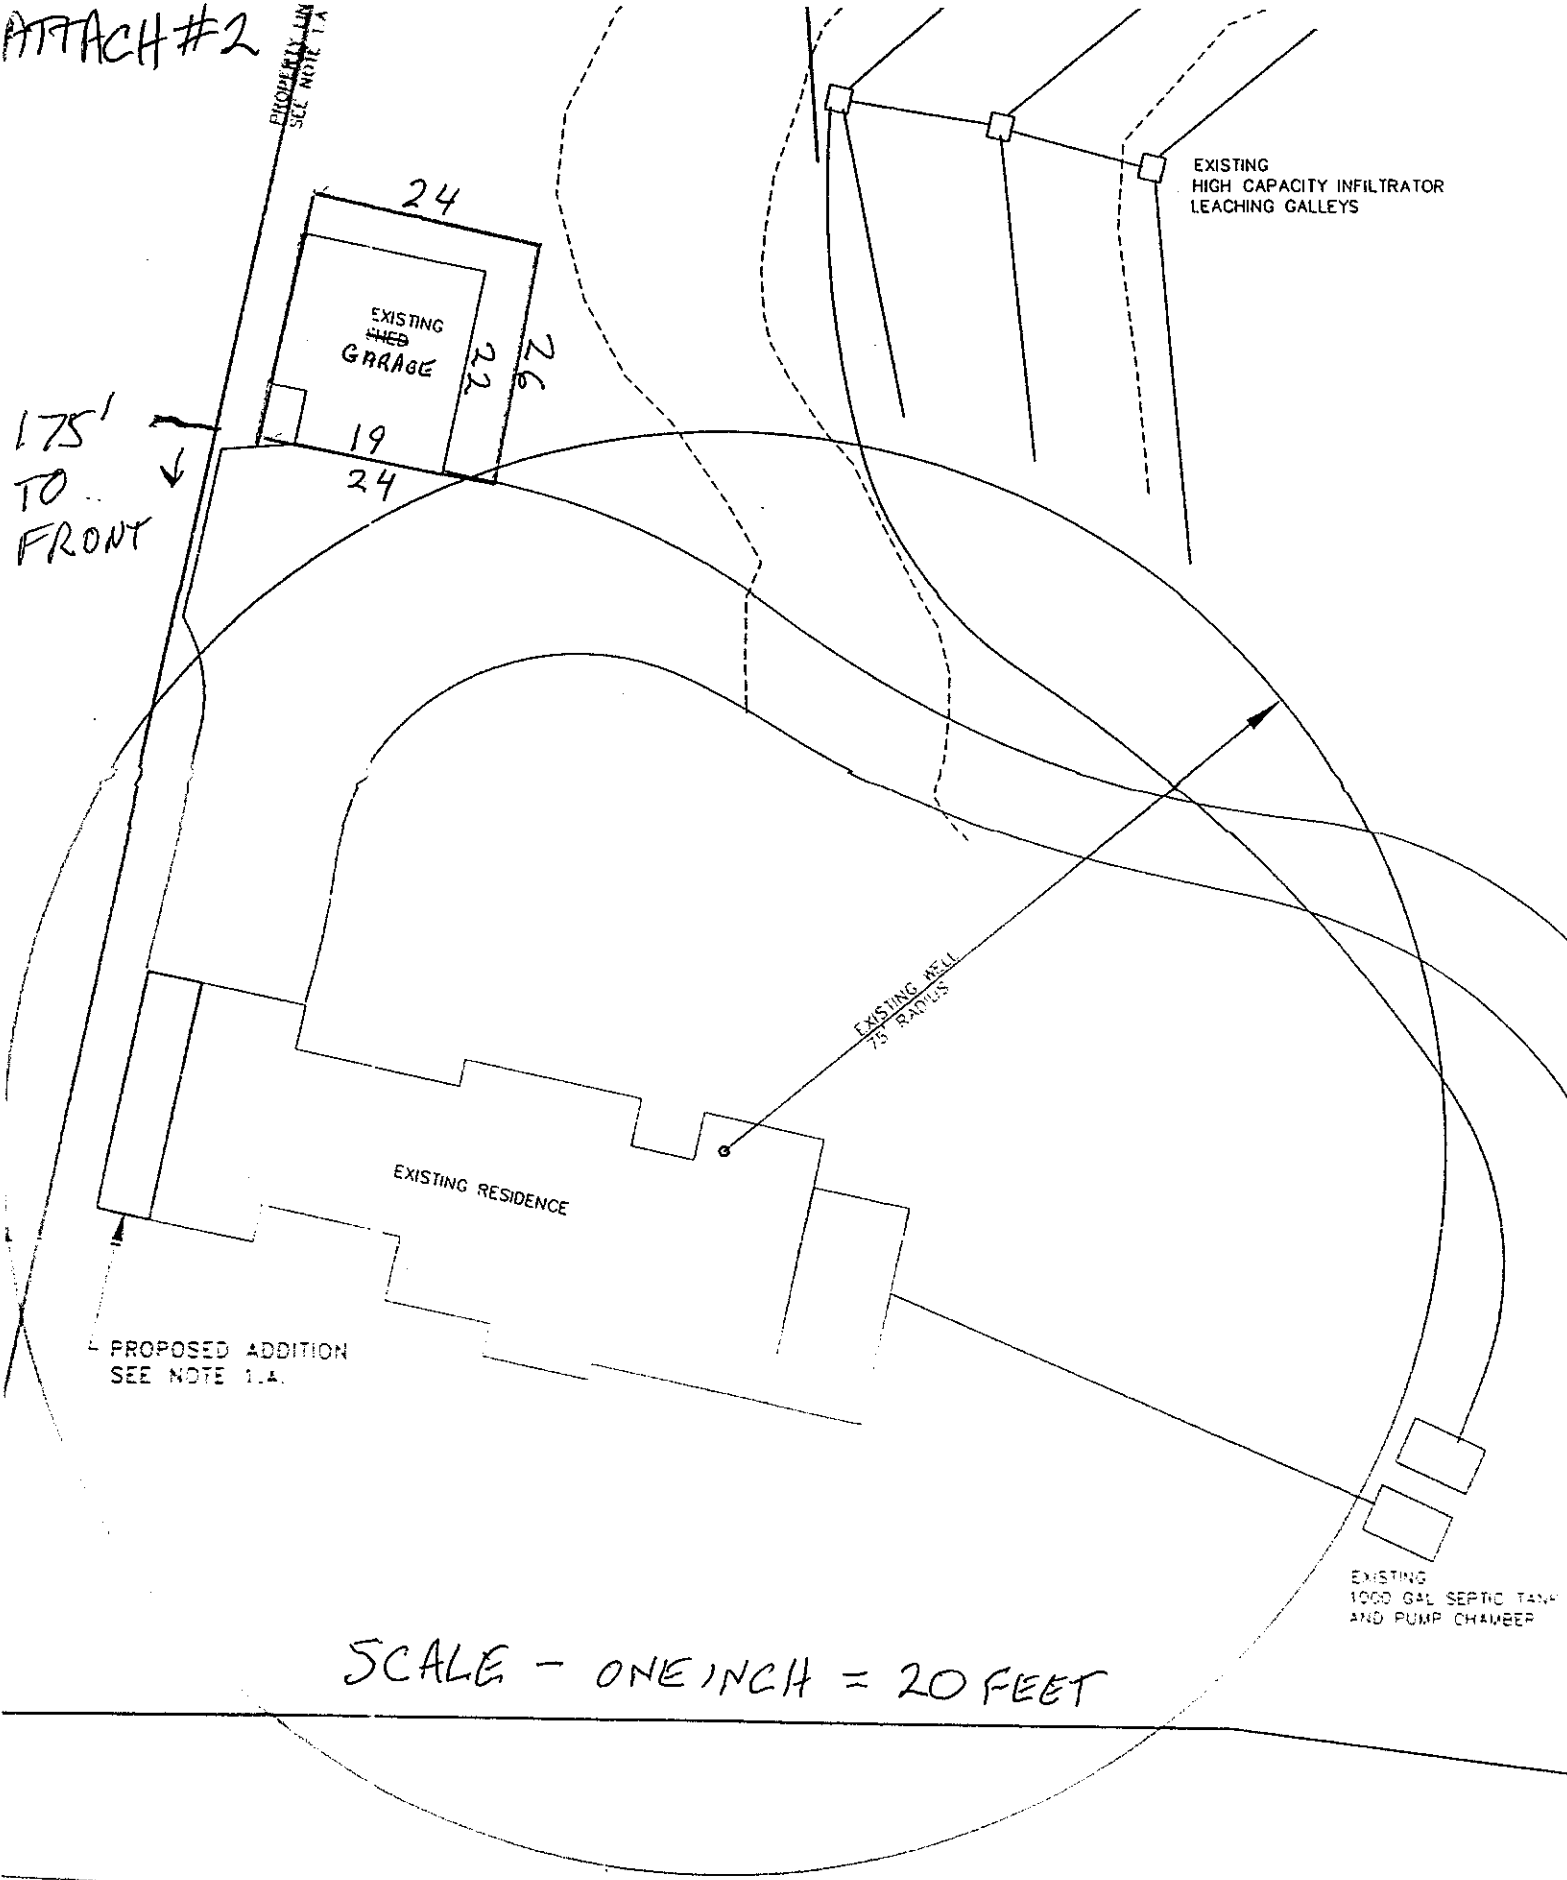 ATTACH #2
PROPERTY LIN
SEE NOTE 1.A
24
EXISTING
HIGH CAPACITY INFILTRATOR
LEACHING GALLEYS
EXISTING
SHED
GARAGE
22
26
175'
TO
FRONT
19
24
EXISTING WELL
75' RADIUS
EXISTING RESIDENCE
PROPOSED ADDITION
SEE NOTE 1.A.
EXISTING
1000 GAL SEPTIC TANK
AND PUMP CHAMBER
SCALE - ONE INCH = 20 FEET